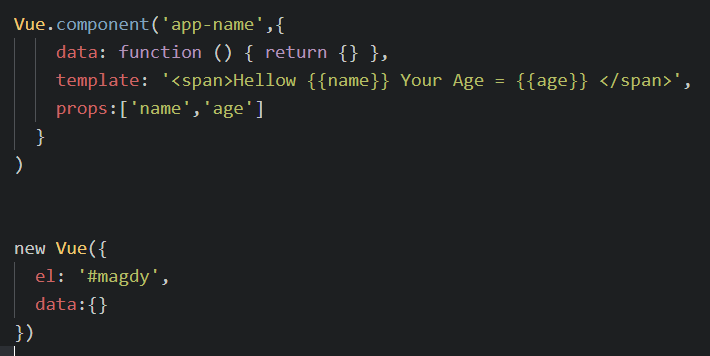 Vue.component('app-name',{
data: function () { return {} },
template: '<span>Hellow {{name}} Your Age = {{age}} </span>',
props:['name','age']
}
)
new Vue({
el: '#magdy',
data:{}
})